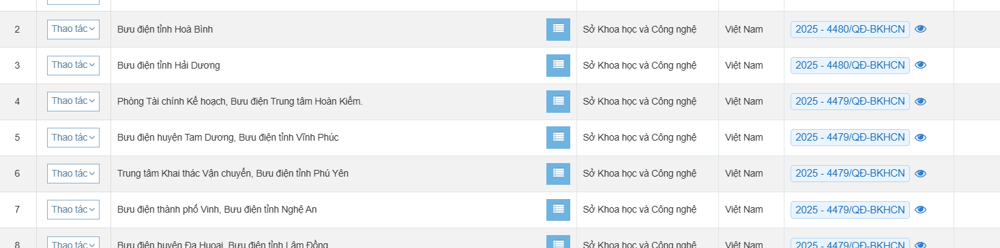 2 Thao tác Bưu điện tỉnh Hoà Bình Sở Khoa học và Công nghệ Việt Nam 2025 - 4480/QĐ-BKHCN
3 Thao tác Bưu điện tỉnh Hải Dương Sở Khoa học và Công nghệ Việt Nam 2025 - 4480/QĐ-BKHCN
4 Thao tác Phòng Tài chính Kế hoạch, Bưu điện Trung tâm Hoàn Kiếm. Sở Khoa học và Công nghệ Việt Nam 2025 - 4479/QĐ-BKHCN
5 Thao tác Bưu điện huyện Tam Dương, Bưu điện tỉnh Vĩnh Phúc Sở Khoa học và Công nghệ Việt Nam 2025 - 4479/QĐ-BKHCN
6 Thao tác Trung tâm Khai thác Vận chuyển, Bưu điện tỉnh Phú Yên Sở Khoa học và Công nghệ Việt Nam 2025 - 4479/QĐ-BKHCN
7 Thao tác Bưu điện thành phố Vinh, Bưu điện tỉnh Nghệ An Sở Khoa học và Công nghệ Việt Nam 2025 - 4479/QĐ-BKHCN
8 Thao tác Bưu điện huyện Đạ Huoai, Bưu điện tỉnh Lâm Đồng Sở Khoa học và Công nghệ Việt Nam 2025 - 4479/QĐ-BKHCN